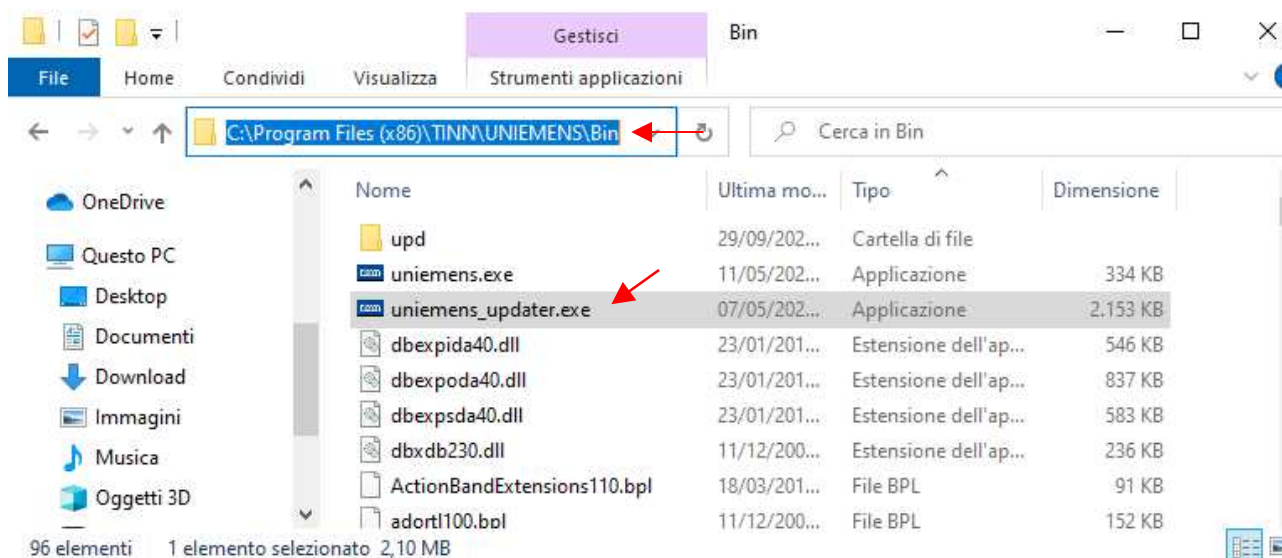 Gestisci Bin
File Home Condividi Visualizza Strumenti applicazioni
C:\Program Files (x86)\TINN\UNIEMENS\Bin Cerca in Bin
Nome Ultima mo... Tipo Dimensione
OneDrive
Questo PC
Desktop
Documenti
Download
Immagini
Musica
Oggetti 3D
upd 29/09/202... Cartella di file
uniemens.exe 11/05/202... Applicazione 334 KB
uniemens_updater.exe 07/05/202... Applicazione 2.153 KB
dbexpida40.dll 23/01/201... Estensione dell'ap... 546 KB
dbexpoda40.dll 23/01/201... Estensione dell'ap... 837 KB
dbexpsda40.dll 23/01/201... Estensione dell'ap... 583 KB
dbxdb230.dll 11/12/200... Estensione dell'ap... 236 KB
ActionBandExtensions110.bpl 18/03/201... File BPL 91 KB
adortl100.bpl 11/12/200... File BPL 152 KB
96 elementi 1 elemento selezionato 2,10 MB